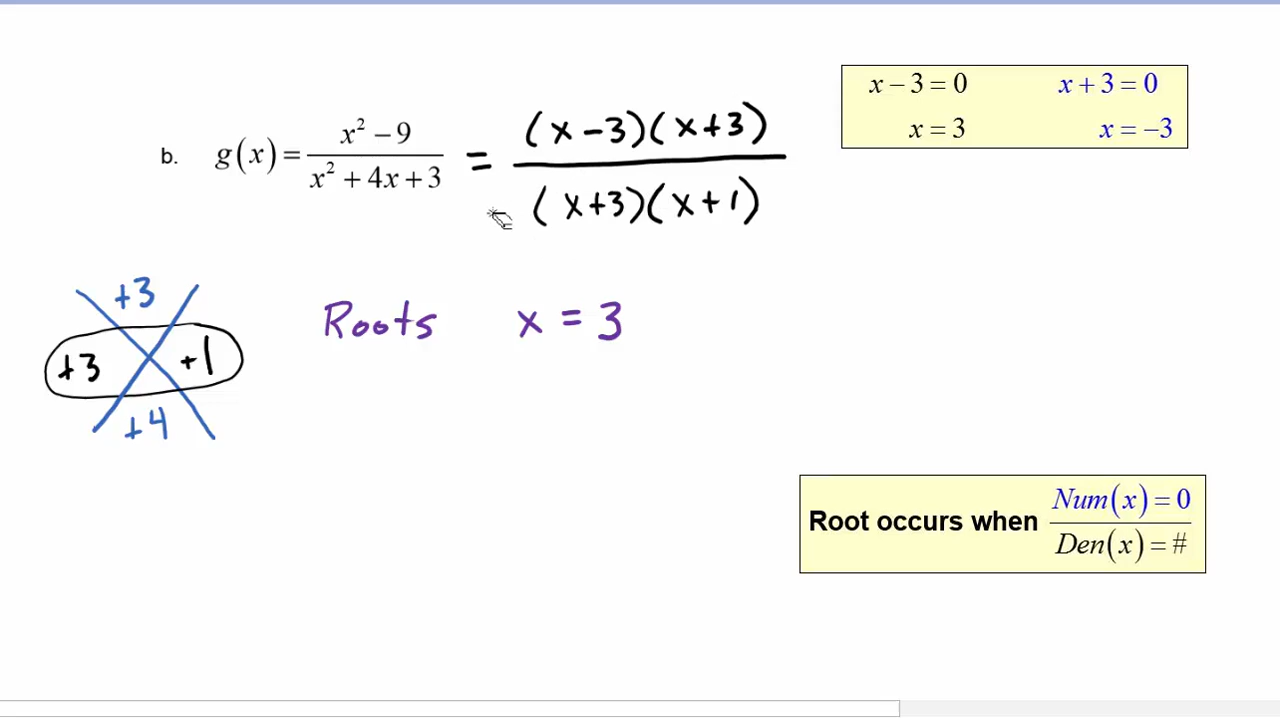 b. g(x) = (x² − 9)/(x² + 4x + 3) = ((x − 3)(x + 3))/((x + 3)(x + 1))
x − 3 = 0 x + 3 = 0
x = 3 x = −3
+3
+3 +1
+4
Roots x = 3
Root occurs when Num(x) = 0 / Den(x) = #